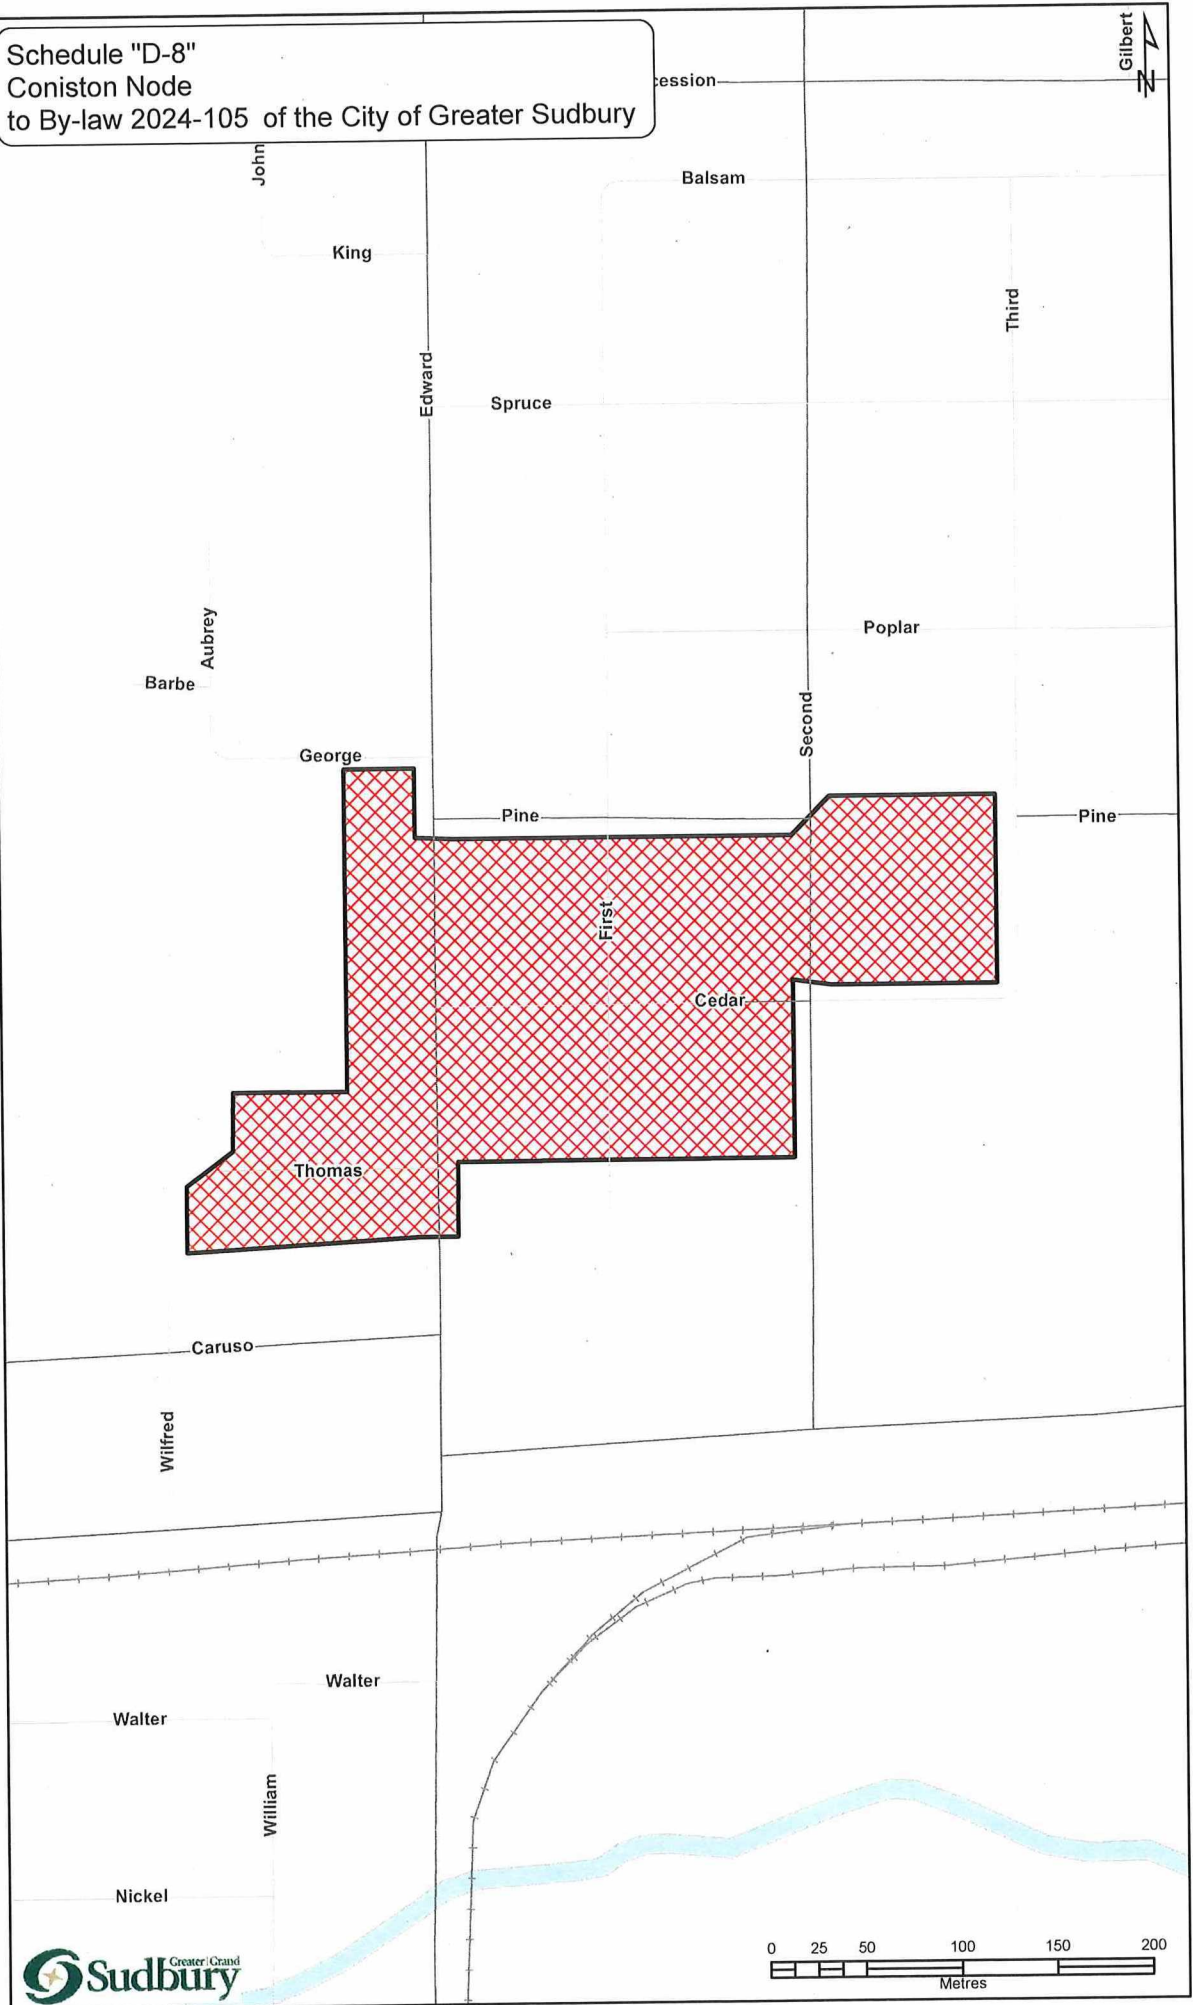 Schedule "D-8"
Coniston Node
to By-law 2024-105 of the City of Greater Sudbury
Gilbert
N
cession
John
Balsam
King
Third
Edward
Spruce
Aubrey
Poplar
Barbe
Second
George
Pine
Pine
First
Cedar
Thomas
Caruso
Wilfred
Walter
Walter
William
Nickel
Greater | Grand
Sudbury
0 25 50 100 150 200
Metres